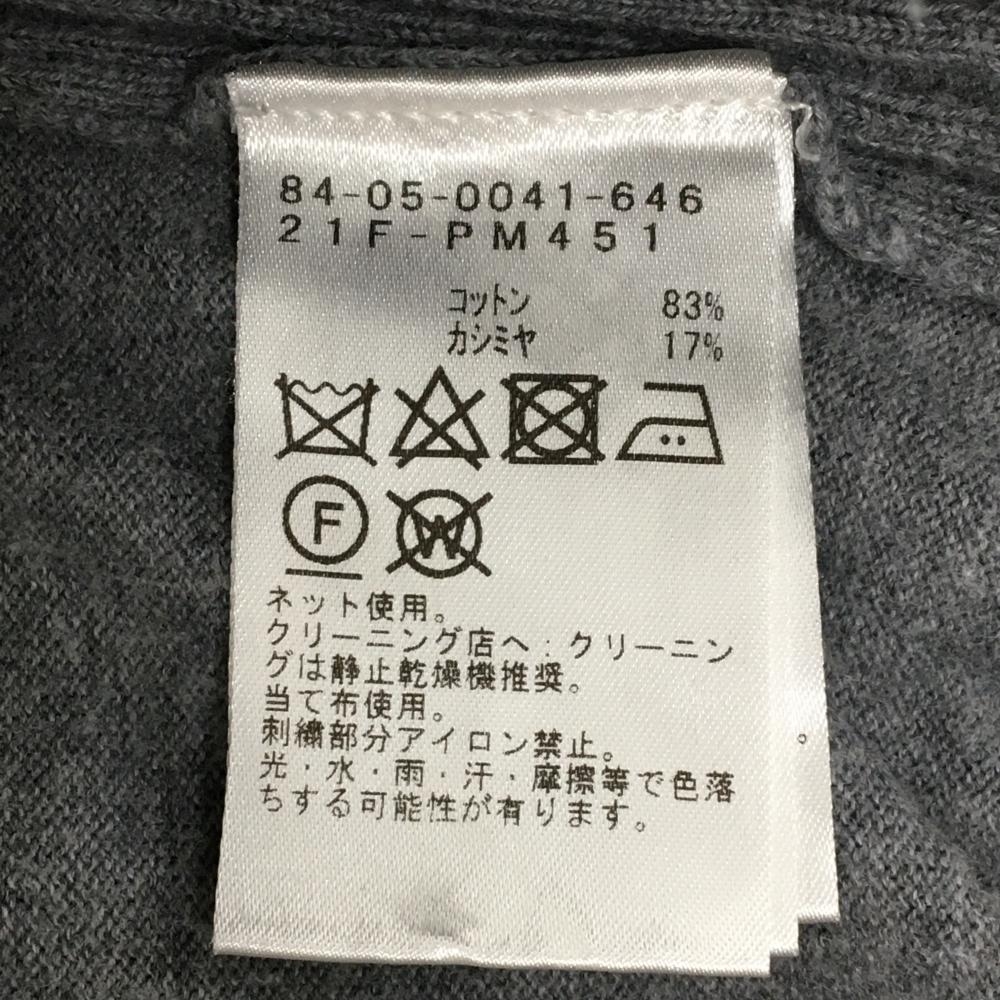 84-05-0041-646
21F-PM451
コットン 83%
カシミヤ 17%
F
W
ネット使用。
クリーニング店へ:クリーニン
グは静止乾燥機推奨。
当て布使用。
刺繍部分アイロン禁止。
光・水・雨・汗・摩擦等で色落
ちする可能性が有ります。
。